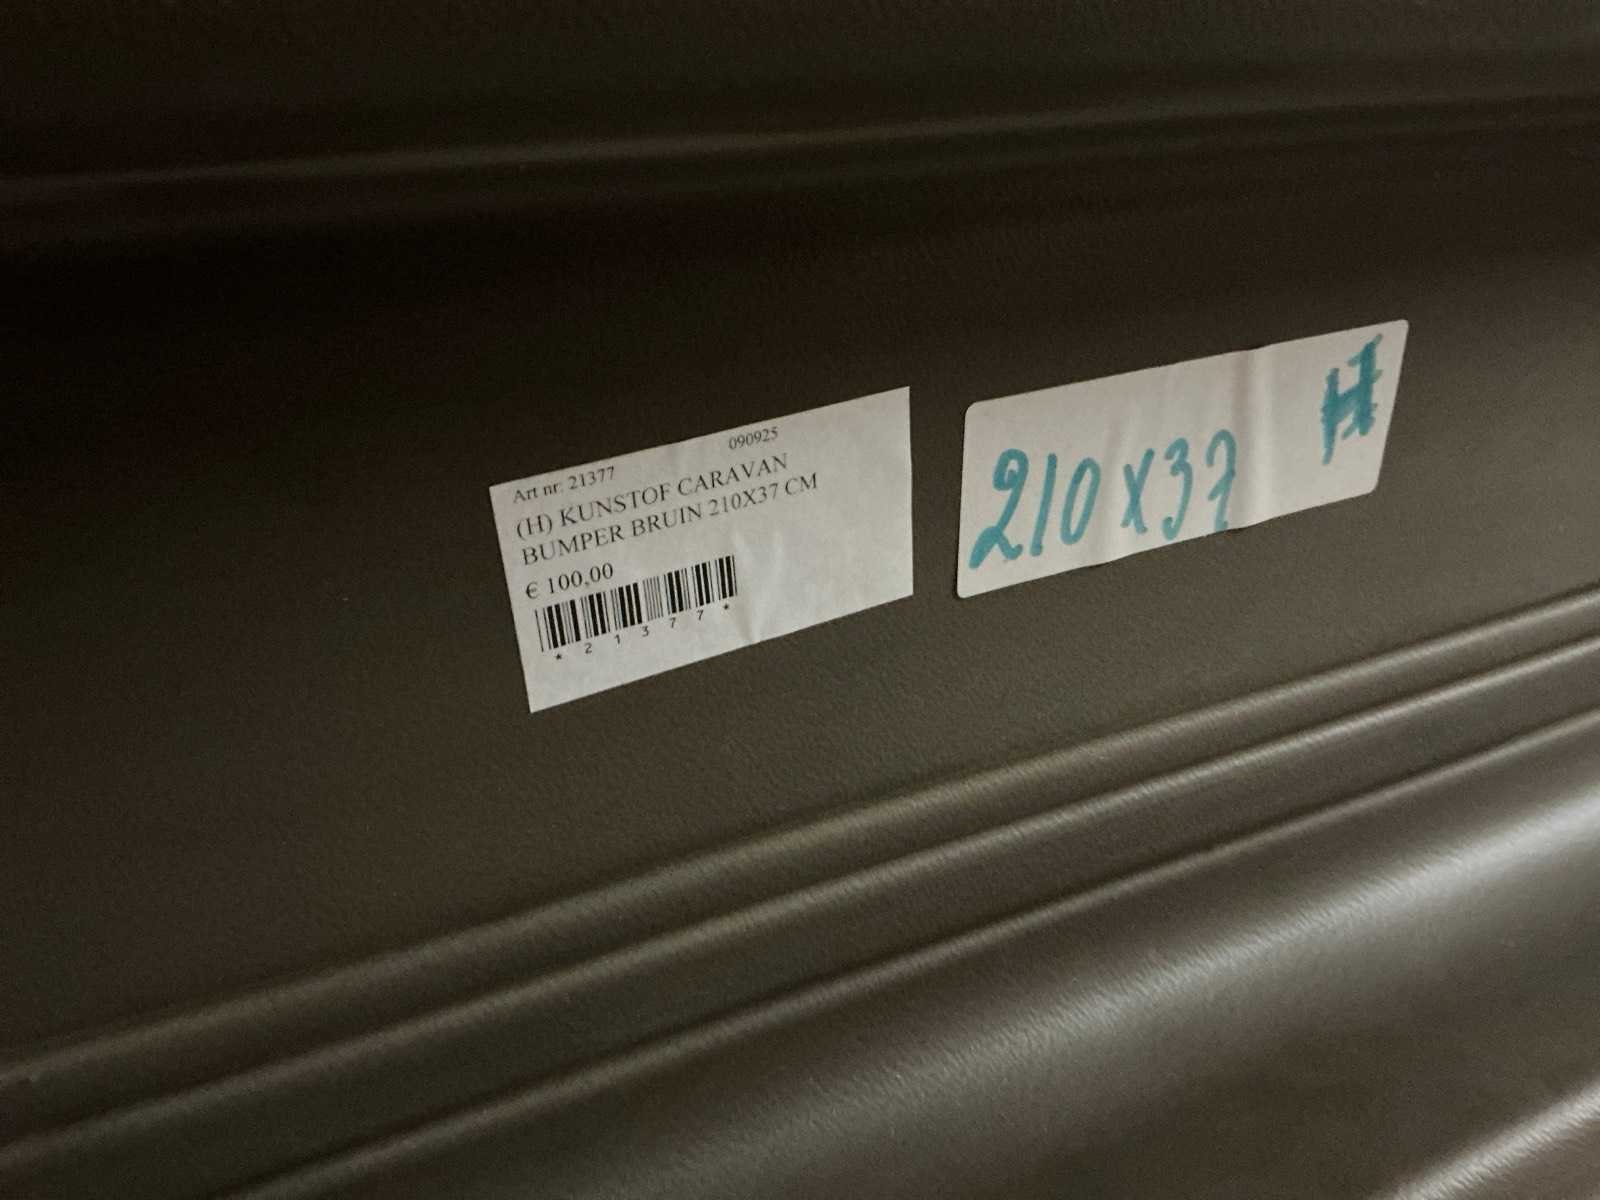 Art nr: 21377 090925
(H) KUNSTOF CARAVAN
BUMPER BRUIN 210X37 CM
€ 100,00
* 2 1 3 7 7 *
H
210 x 37